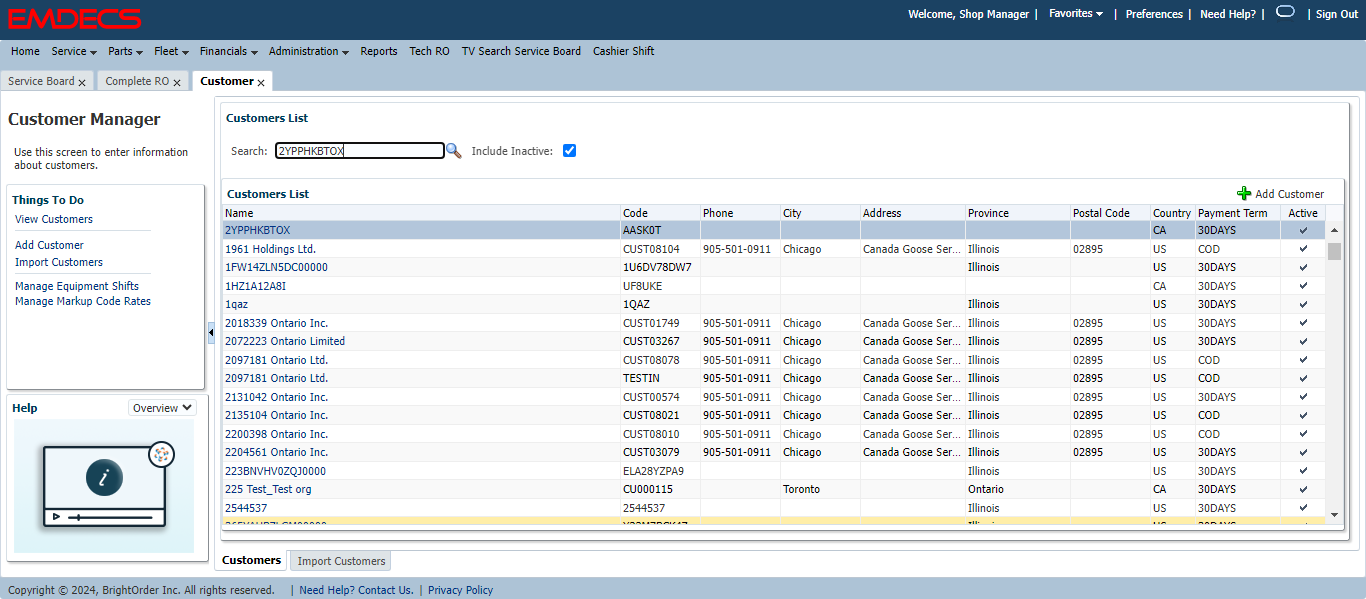 EMDECS
Welcome, Shop Manager | Favorites | Preferences | Need Help? | | Sign Out
Home Service Parts Fleet Financials Administration Reports Tech RO TV Search Service Board Cashier Shift
Service Board x Complete RO x Customer x
Customer Manager
Use this screen to enter information
about customers.
Things To Do
View Customers
Add Customer
Import Customers
Manage Equipment Shifts
Manage Markup Code Rates
Help Overview
i
Customers List
Search: 2YPPHKBTOX Include Inactive:
Customers List Add Customer
Name Code Phone City Address Province Postal Code Country Payment Term Active
2YPPHKBTOX AASK0T CA 30DAYS
1961 Holdings Ltd. CUST08104 905-501-0911 Chicago Canada Goose Ser... Illinois 02895 US COD
1FW14ZLN5DC00000 1U6DV78DW7 Illinois US 30DAYS
1HZ1A12A8I UF8UKE CA 30DAYS
1qaz 1QAZ Illinois US 30DAYS
2018339 Ontario Inc. CUST01749 905-501-0911 Chicago Canada Goose Ser... Illinois 02895 US 30DAYS
2072223 Ontario Limited CUST03267 905-501-0911 Chicago Canada Goose Ser... Illinois 02895 US 30DAYS
2097181 Ontario Ltd. CUST08078 905-501-0911 Chicago Canada Goose Ser... Illinois 02895 US COD
2097181 Ontario Ltd. TESTIN 905-501-0911 Chicago Canada Goose Ser... Illinois 02895 US COD
2131042 Ontario Inc. CUST00574 905-501-0911 Chicago Canada Goose Ser... Illinois 02895 US 30DAYS
2135104 Ontario Inc. CUST08021 905-501-0911 Chicago Canada Goose Ser... Illinois 02895 US COD
2200398 Ontario Inc. CUST08010 905-501-0911 Chicago Canada Goose Ser... Illinois 02895 US COD
2204561 Ontario Inc. CUST03079 905-501-0911 Chicago Canada Goose Ser... Illinois 02895 US 30DAYS
223BNVHV0ZQJ0000 ELA28YZPA9 Illinois US 30DAYS
225 Test_Test org CU000115 Toronto Ontario CA 30DAYS
2544537 2544537 Illinois US 30DAYS
Customers Import Customers
Copyright © 2024, BrightOrder Inc. All rights reserved. | Need Help? Contact Us. | Privacy Policy